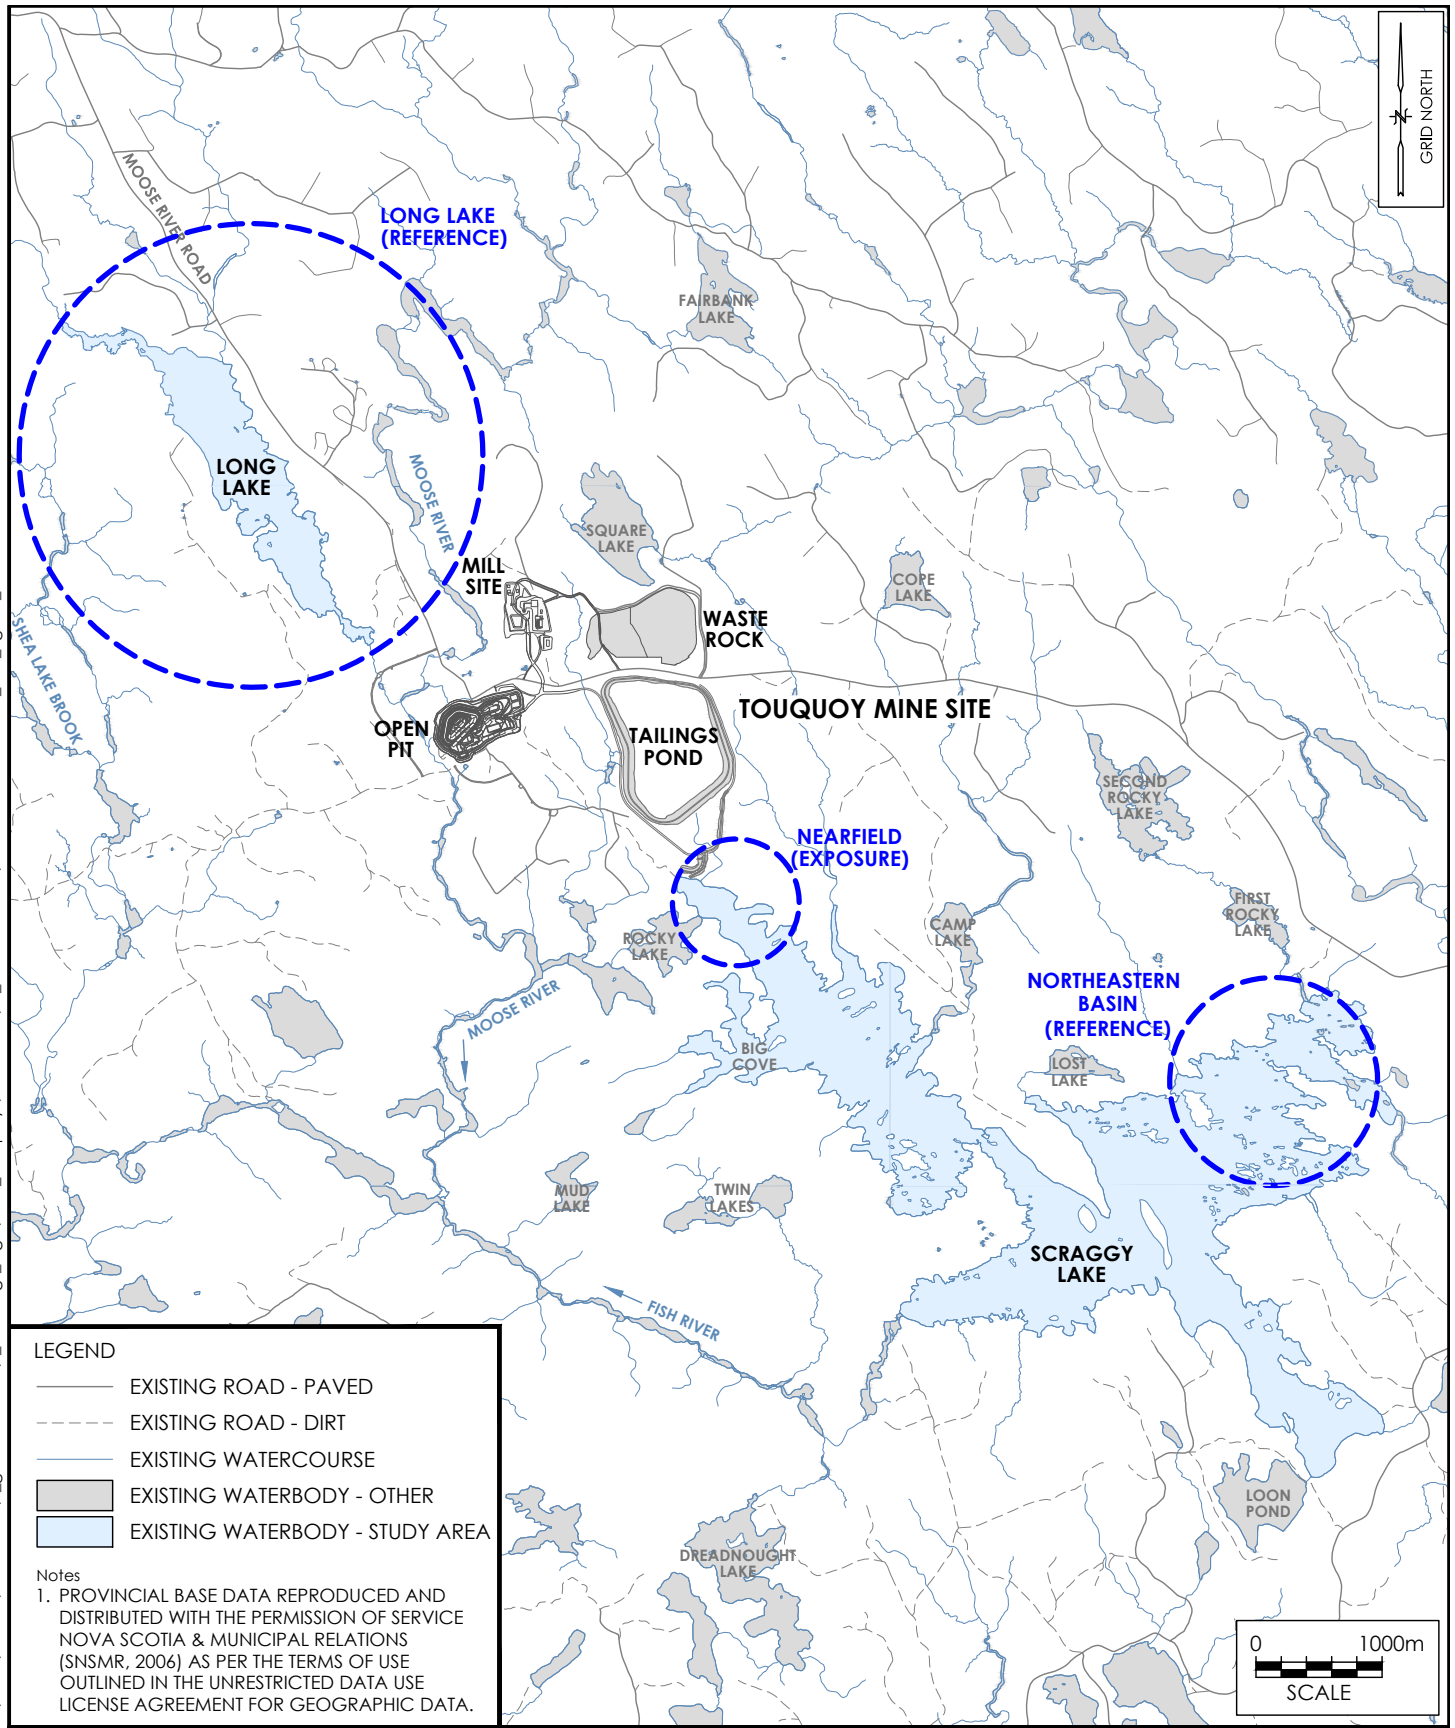 GRID NORTH
N
MOOSE RIVER ROAD
LONG LAKE
(REFERENCE)
FAIRBANK
LAKE
LONG
LAKE
MOOSE RIVER
SQUARE
LAKE
MILL
SITE
COPE
LAKE
WASTE
ROCK
SHEA LAKE BROOK
TOUQUOY MINE SITE
OPEN
PIT
TAILINGS
POND
SECOND
ROCKY
LAKE
NEARFIELD
(EXPOSURE)
FIRST
ROCKY
LAKE
CAMP
LAKE
ROCKY
LAKE
NORTHEASTERN
BASIN
(REFERENCE)
MOOSE RIVER
BIG
COVE
LOST
LAKE
MUD
LAKE
TWIN
LAKES
SCRAGGY
LAKE
FISH RIVER
LEGEND
EXISTING ROAD - PAVED
EXISTING ROAD - DIRT
EXISTING WATERCOURSE
EXISTING WATERBODY - OTHER
EXISTING WATERBODY - STUDY AREA
LOON
POND
DREADNOUGHT
LAKE
Notes
1. PROVINCIAL BASE DATA REPRODUCED AND
DISTRIBUTED WITH THE PERMISSION OF SERVICE
NOVA SCOTIA & MUNICIPAL RELATIONS
(SNSMR, 2006) AS PER THE TERMS OF USE
OUTLINED IN THE UNRESTRICTED DATA USE
LICENSE AGREEMENT FOR GEOGRAPHIC DATA.
0 1000m
SCALE